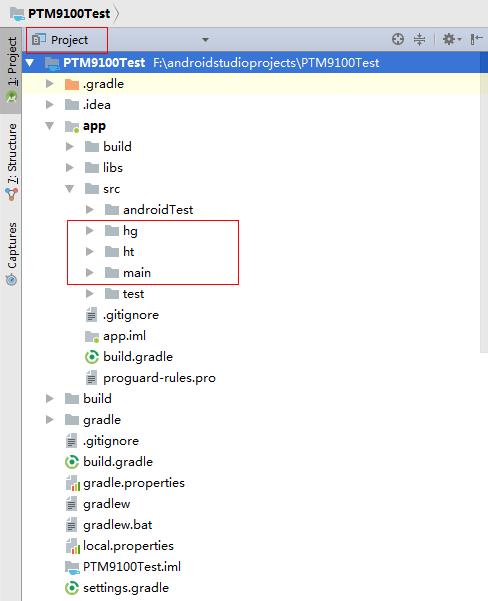 PTM9100Test
Project
1: Project
7: Structure
Captures
PTM9100Test F:\androidstudioprojects\PTM9100Test
.gradle
.idea
app
build
libs
src
androidTest
hg
ht
main
test
.gitignore
app.iml
build.gradle
proguard-rules.pro
build
gradle
.gitignore
build.gradle
gradle.properties
gradlew
gradlew.bat
local.properties
PTM9100Test.iml
settings.gradle